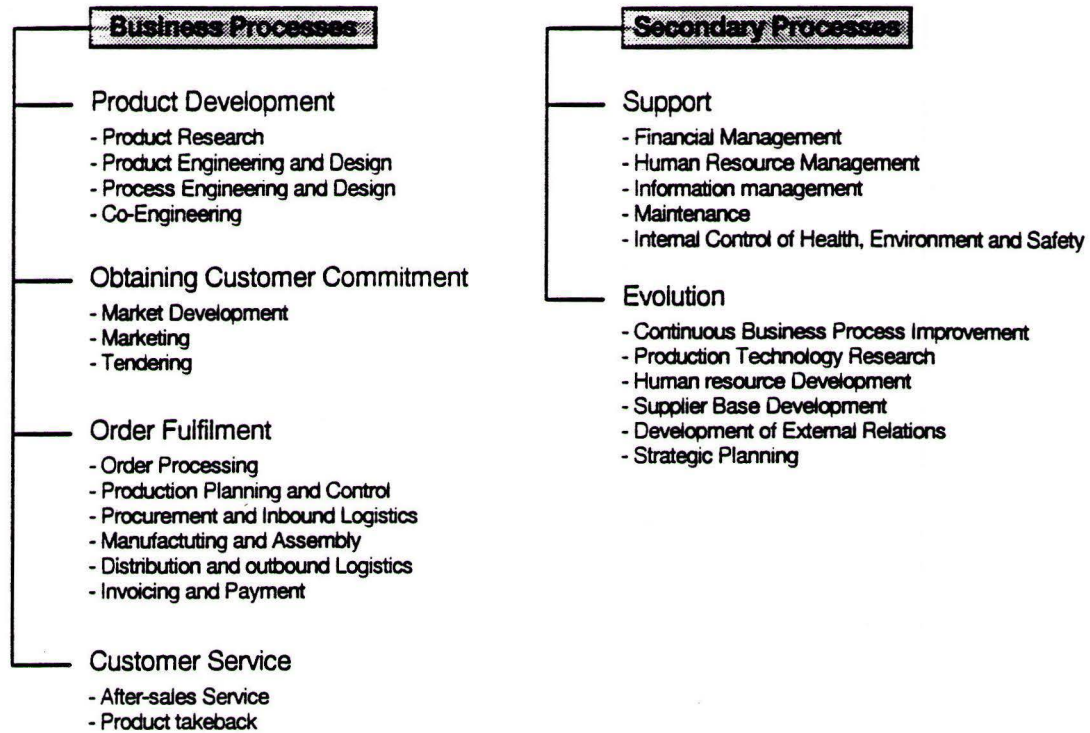 Business Processes
Product Development
- Product Research
- Product Engineering and Design
- Process Engineering and Design
- Co-Engineering
Obtaining Customer Commitment
- Market Development
- Marketing
- Tendering
Order Fulfilment
- Order Processing
- Production Planning and Control
- Procurement and Inbound Logistics
- Manufactuting and Assembly
- Distribution and outbound Logistics
- Invoicing and Payment
Customer Service
- After-sales Service
- Product takeback
Secondary Processes
Support
- Financial Management
- Human Resource Management
- Information management
- Maintenance
- Internal Control of Health, Environment and Safety
Evolution
- Continuous Business Process Improvement
- Production Technology Research
- Human resource Development
- Supplier Base Development
- Development of External Relations
- Strategic Planning